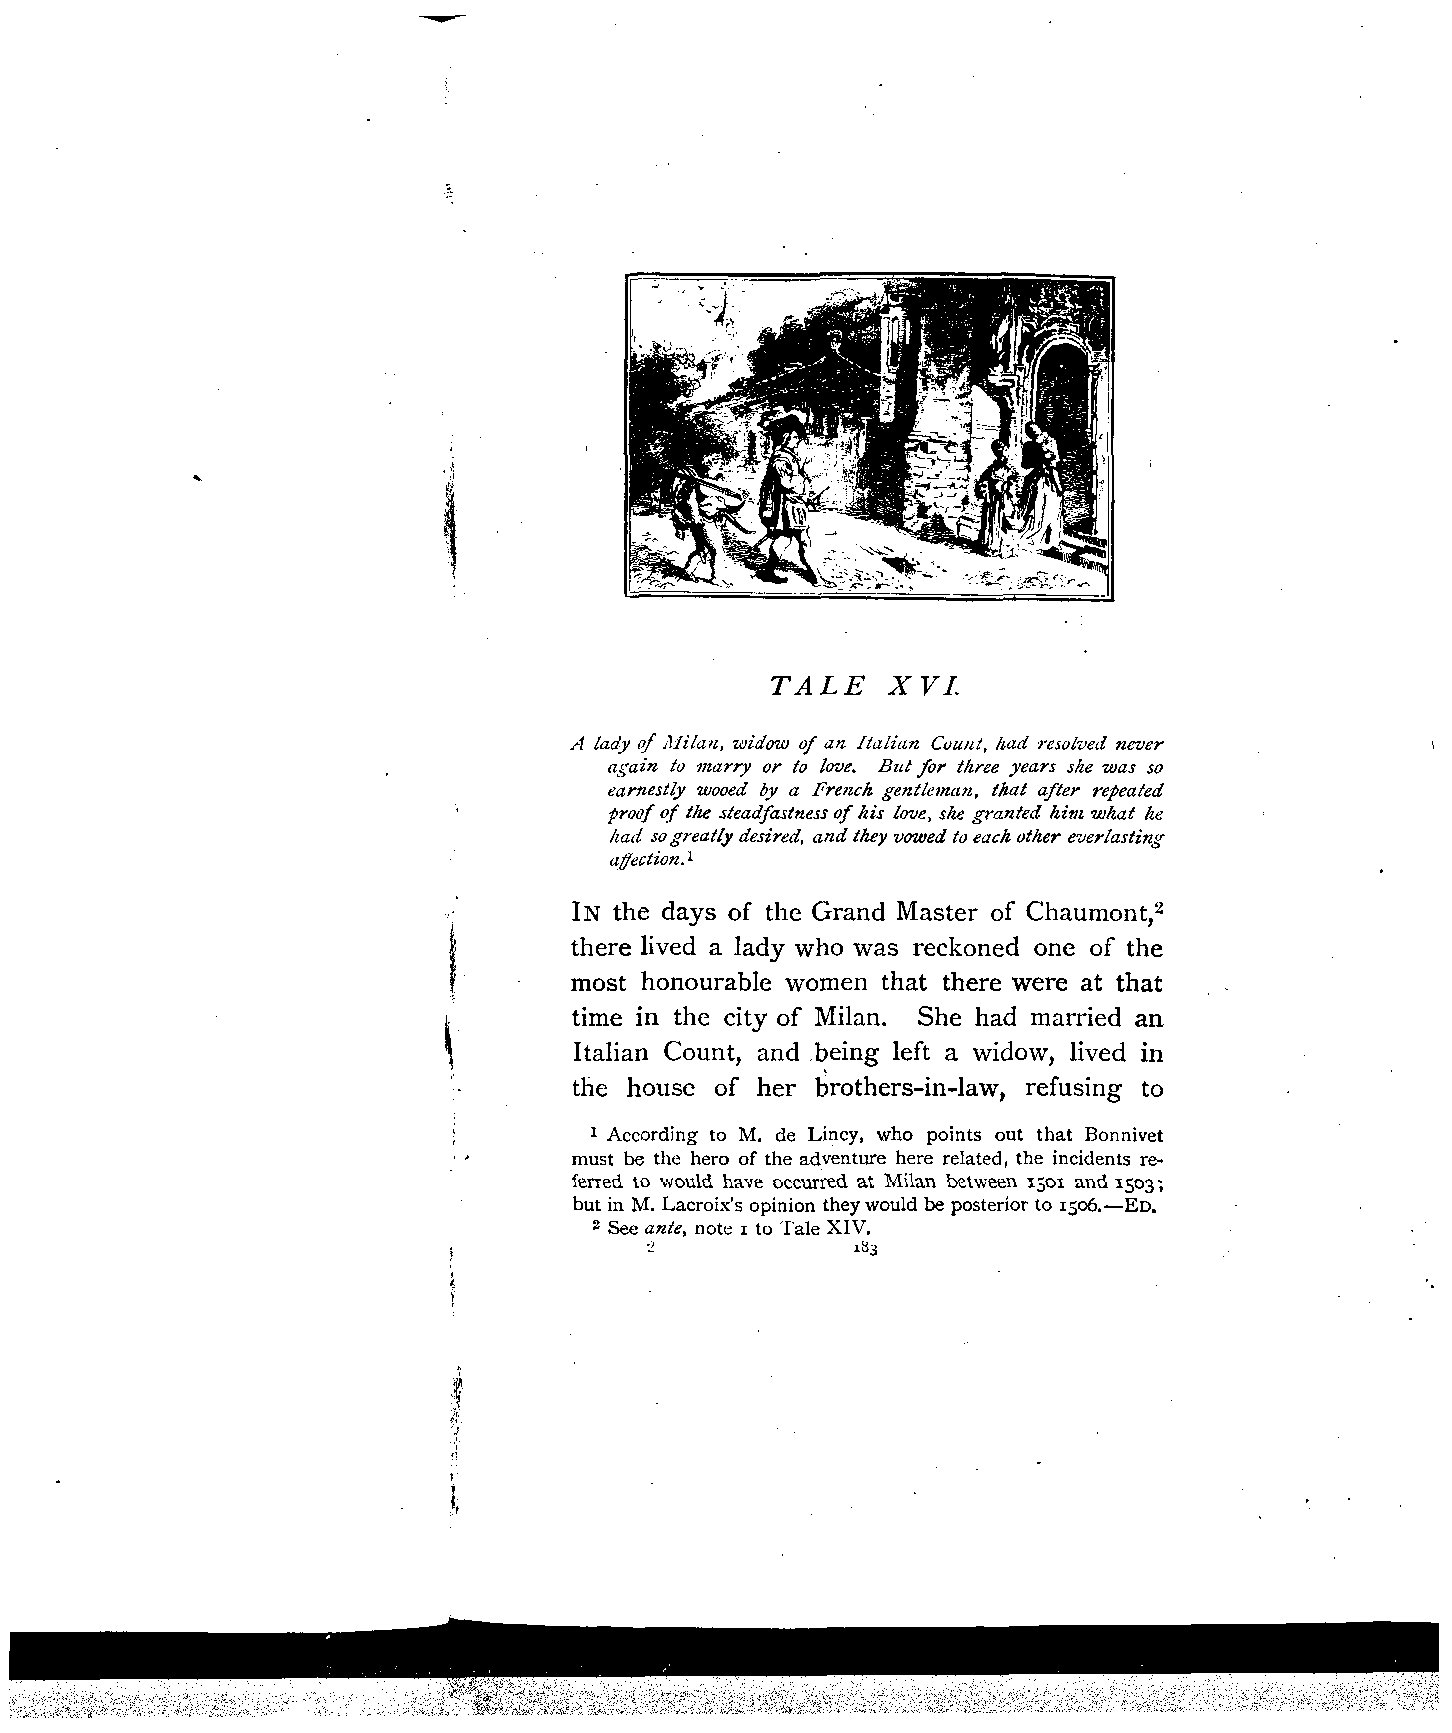 TALE XVI.
A lady of Milan, widow of an Italian Count, had resolved never
again to marry or to love. But for three years she was so
earnestly wooed by a French gentleman, that after repeated
proof of the steadfastness of his love, she granted him what he
had so greatly desired, and they vowed to each other everlasting
affection.¹
IN the days of the Grand Master of Chaumont,²
there lived a lady who was reckoned one of the
most honourable women that there were at that
time in the city of Milan. She had married an
Italian Count, and being left a widow, lived in
the house of her brothers-in-law, refusing to
¹ According to M. de Lincy, who points out that Bonnivet
must be the hero of the adventure here related, the incidents re-
ferred to would have occurred at Milan between 1501 and 1503;
but in M. Lacroix's opinion they would be posterior to 1506.—ED.
² See ante, note 1 to Tale XIV.
2 183